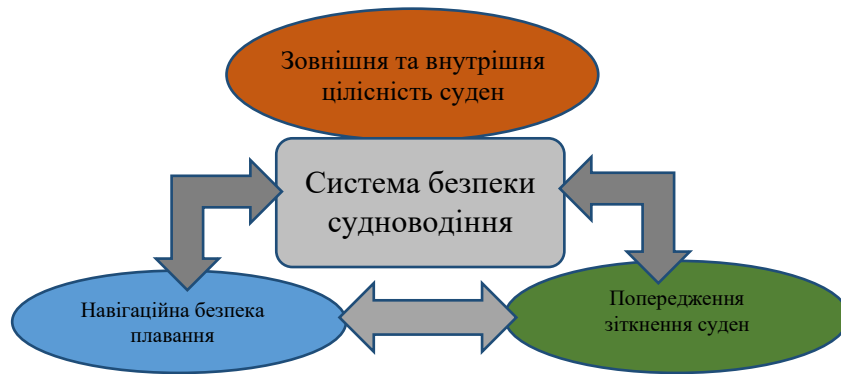 Зовнішня та внутрішня
цілісність суден
Система безпеки
судноводіння
Навігаційна безпека
плавання
Попередження
зіткнення суден